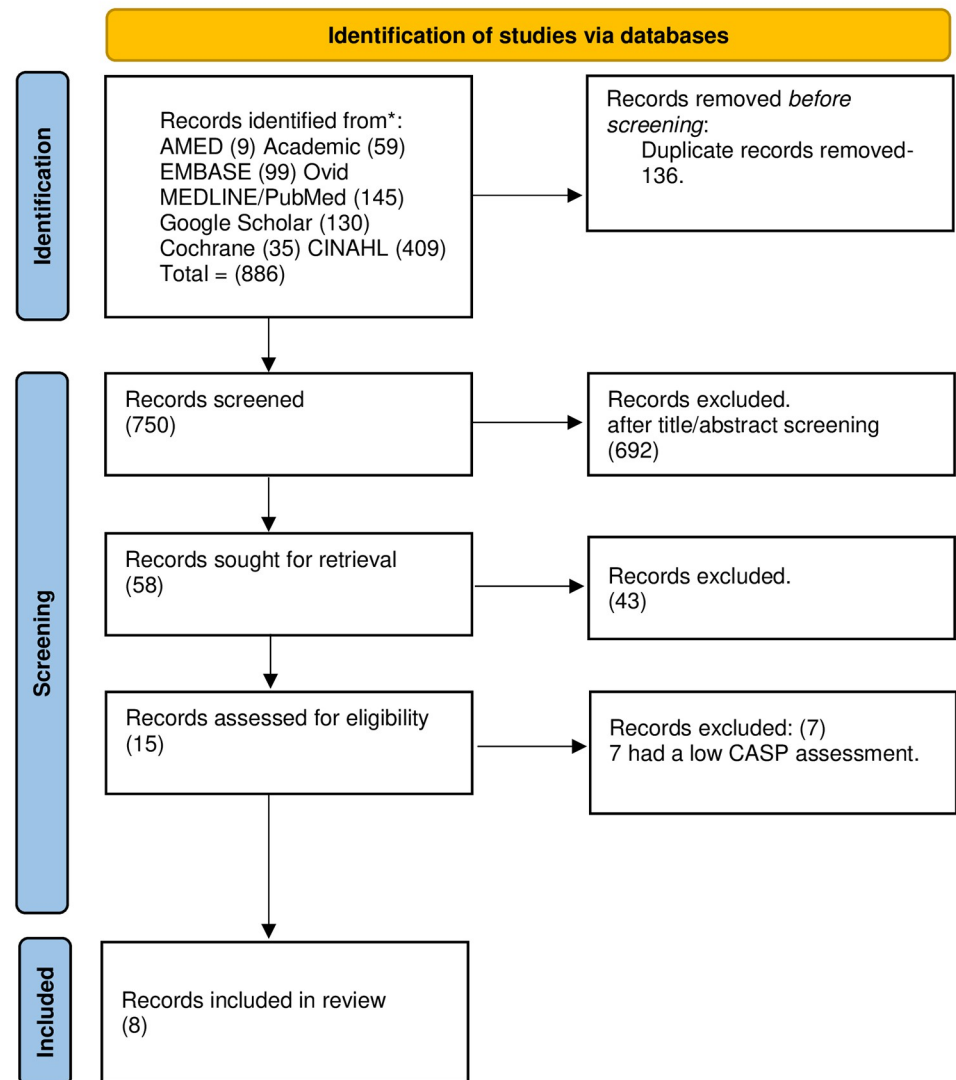 Identification of studies via databases
Identification
Records identified from*:
AMED (9) Academic (59)
EMBASE (99) Ovid
MEDLINE/PubMed (145)
Google Scholar (130)
Cochrane (35) CINAHL (409)
Total = (886)
Records removed before
screening:
Duplicate records removed-
136.
Screening
Records screened
(750)
Records excluded.
after title/abstract screening
(692)
Records sought for retrieval
(58)
Records excluded.
(43)
Records assessed for eligibility
(15)
Records excluded: (7)
7 had a low CASP assessment.
Included
Records included in review
(8)